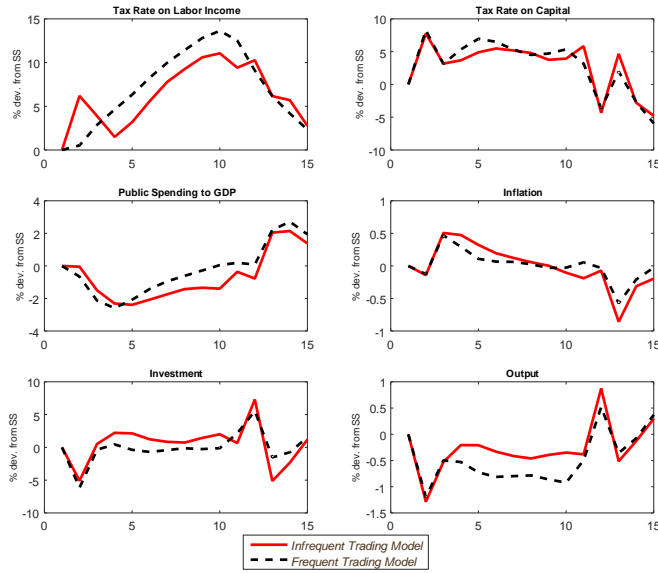 Tax Rate on Labor Income
Tax Rate on Capital
% dev. from SS
15
10
5
0
0 5 10 15
% dev. from SS
10
5
0
-5
-10
0 5 10 15
Public Spending to GDP
Inflation
% dev. from SS
4
2
0
-2
-4
0 5 10 15
% dev. from SS
1
0.5
0
-0.5
-1
0 5 10 15
Investment
Output
% dev. from SS
10
5
0
-5
-10
0 5 10 15
% dev. from SS
1
0.5
0
-0.5
-1
-1.5
0 5 10 15
Infrequent Trading Model
Frequent Trading Model